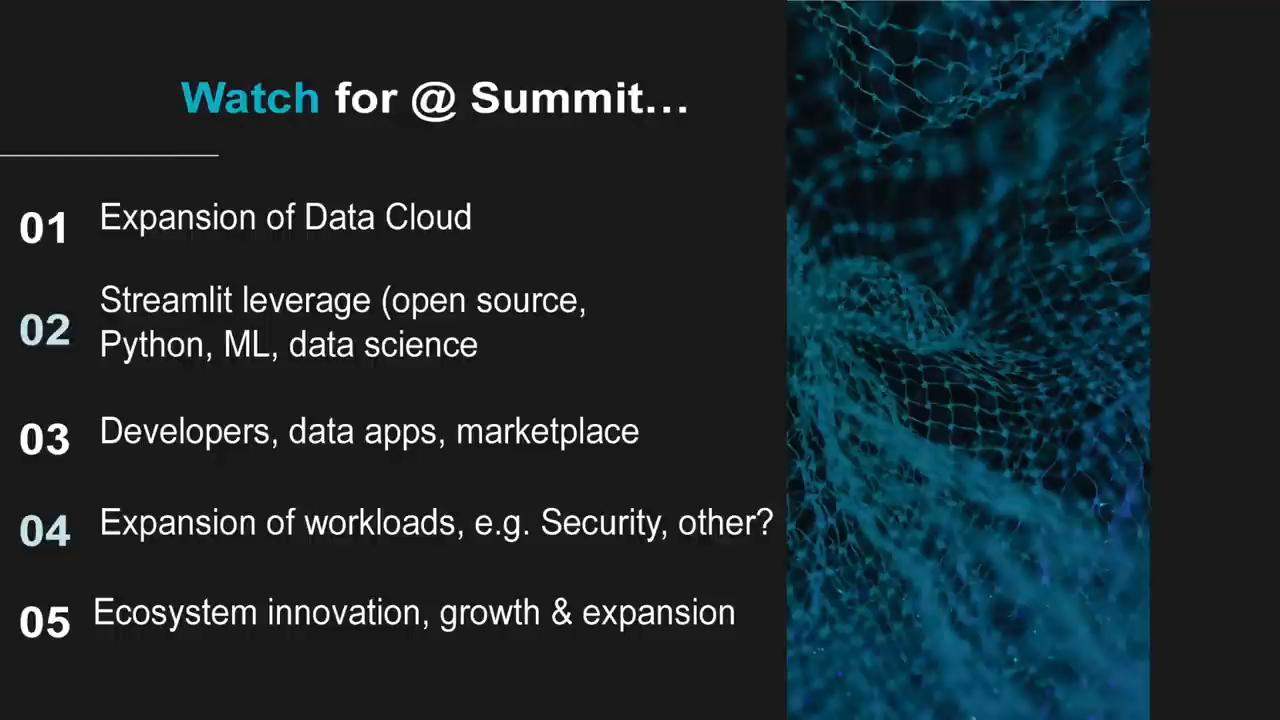 Watch for @ Summit...
01 Expansion of Data Cloud
02 Streamlit leverage (open source,
Python, ML, data science
03 Developers, data apps, marketplace
04 Expansion of workloads, e.g. Security, other?
05 Ecosystem innovation, growth & expansion